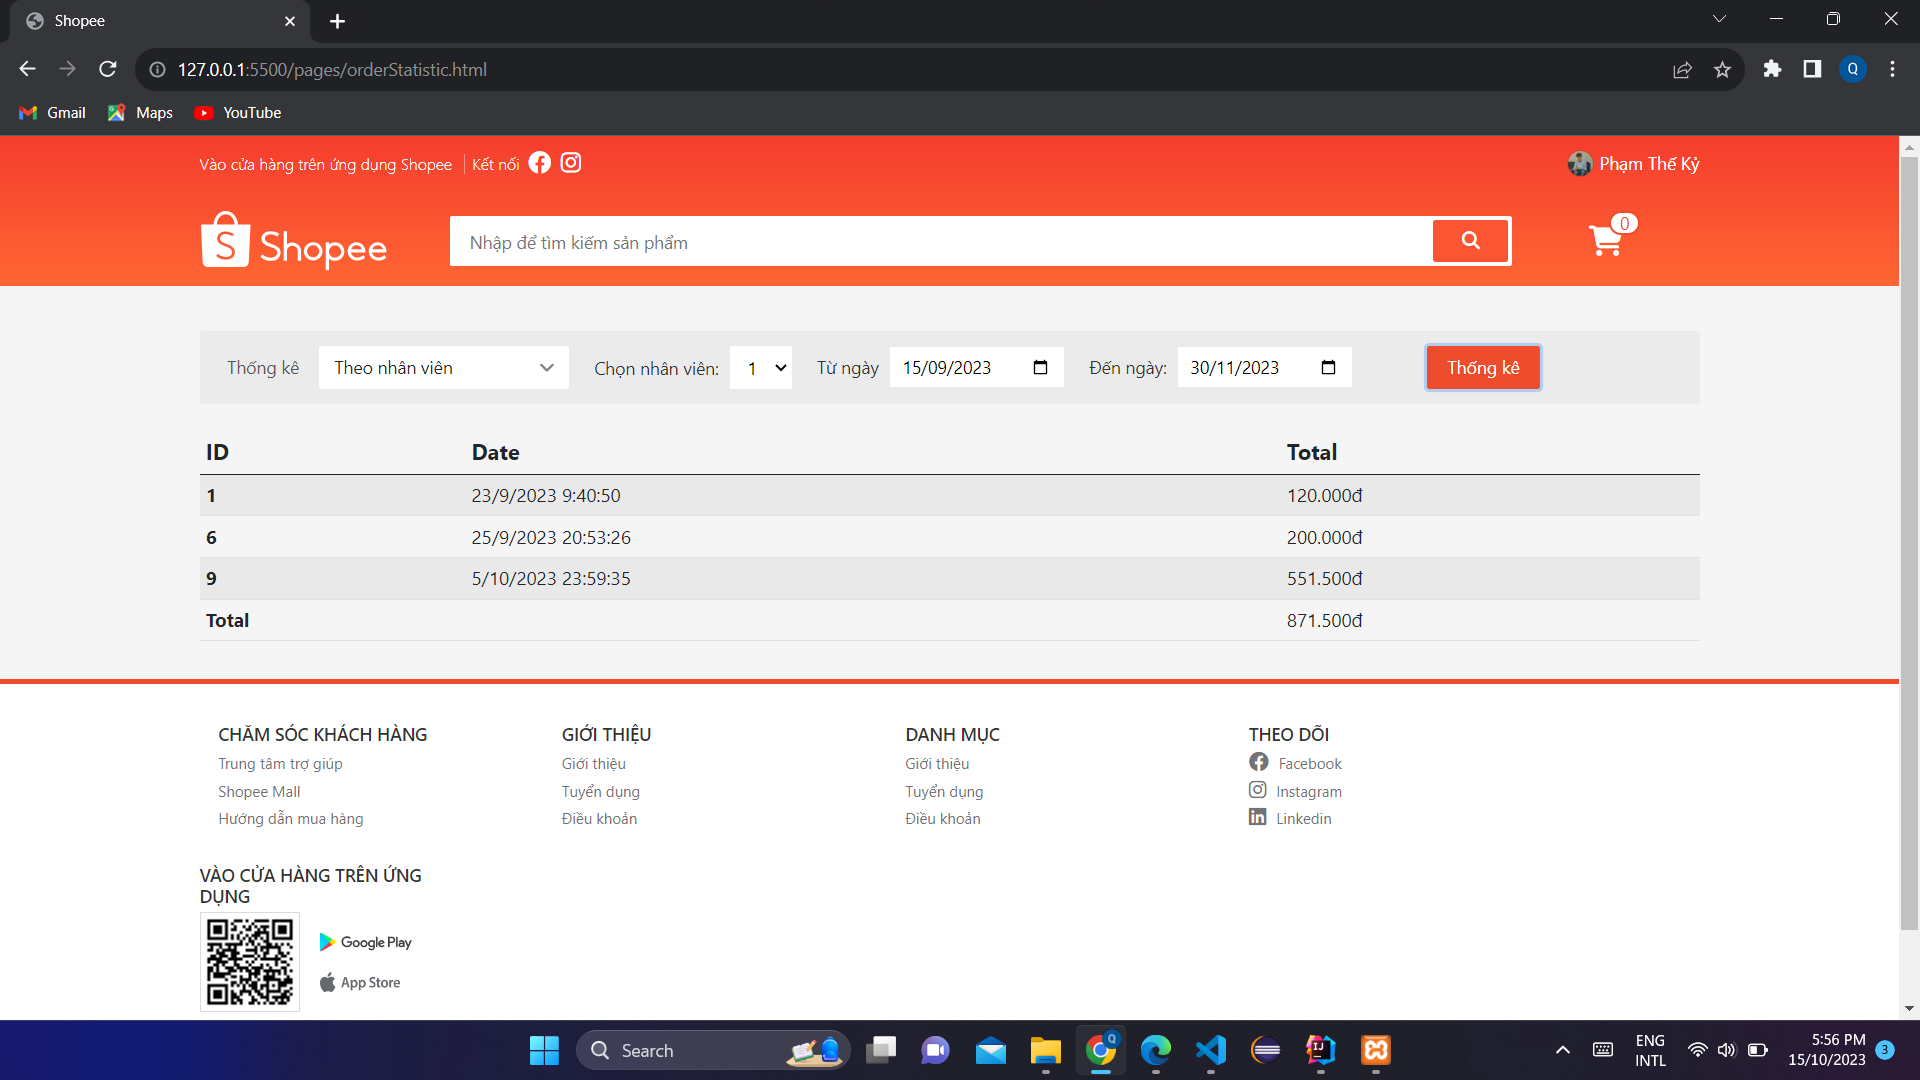 Shopee
127.0.0.1:5500/pages/orderStatistic.html
Q
Gmail Maps YouTube
Vào cửa hàng trên ứng dụng Shopee Kết nối
Phạm Thế Kỷ
S Shopee
Nhập để tìm kiếm sản phẩm
0
Thống kê Theo nhân viên Chọn nhân viên: 1 Từ ngày 15/09/2023 Đến ngày: 30/11/2023 Thống kê
ID Date Total
1 23/9/2023 9:40:50 120.000đ
6 25/9/2023 20:53:26 200.000đ
9 5/10/2023 23:59:35 551.500đ
Total 871.500đ
CHĂM SÓC KHÁCH HÀNG
Trung tâm trợ giúp
Shopee Mall
Hướng dẫn mua hàng
GIỚI THIỆU
Giới thiệu
Tuyển dụng
Điều khoản
DANH MỤC
Giới thiệu
Tuyển dụng
Điều khoản
THEO DÕI
Facebook
Instagram
Linkedin
VÀO CỬA HÀNG TRÊN ỨNG
DỤNG
Google Play
App Store
Search
Q
IJ
ENG
INTL
5:56 PM
15/10/2023
3